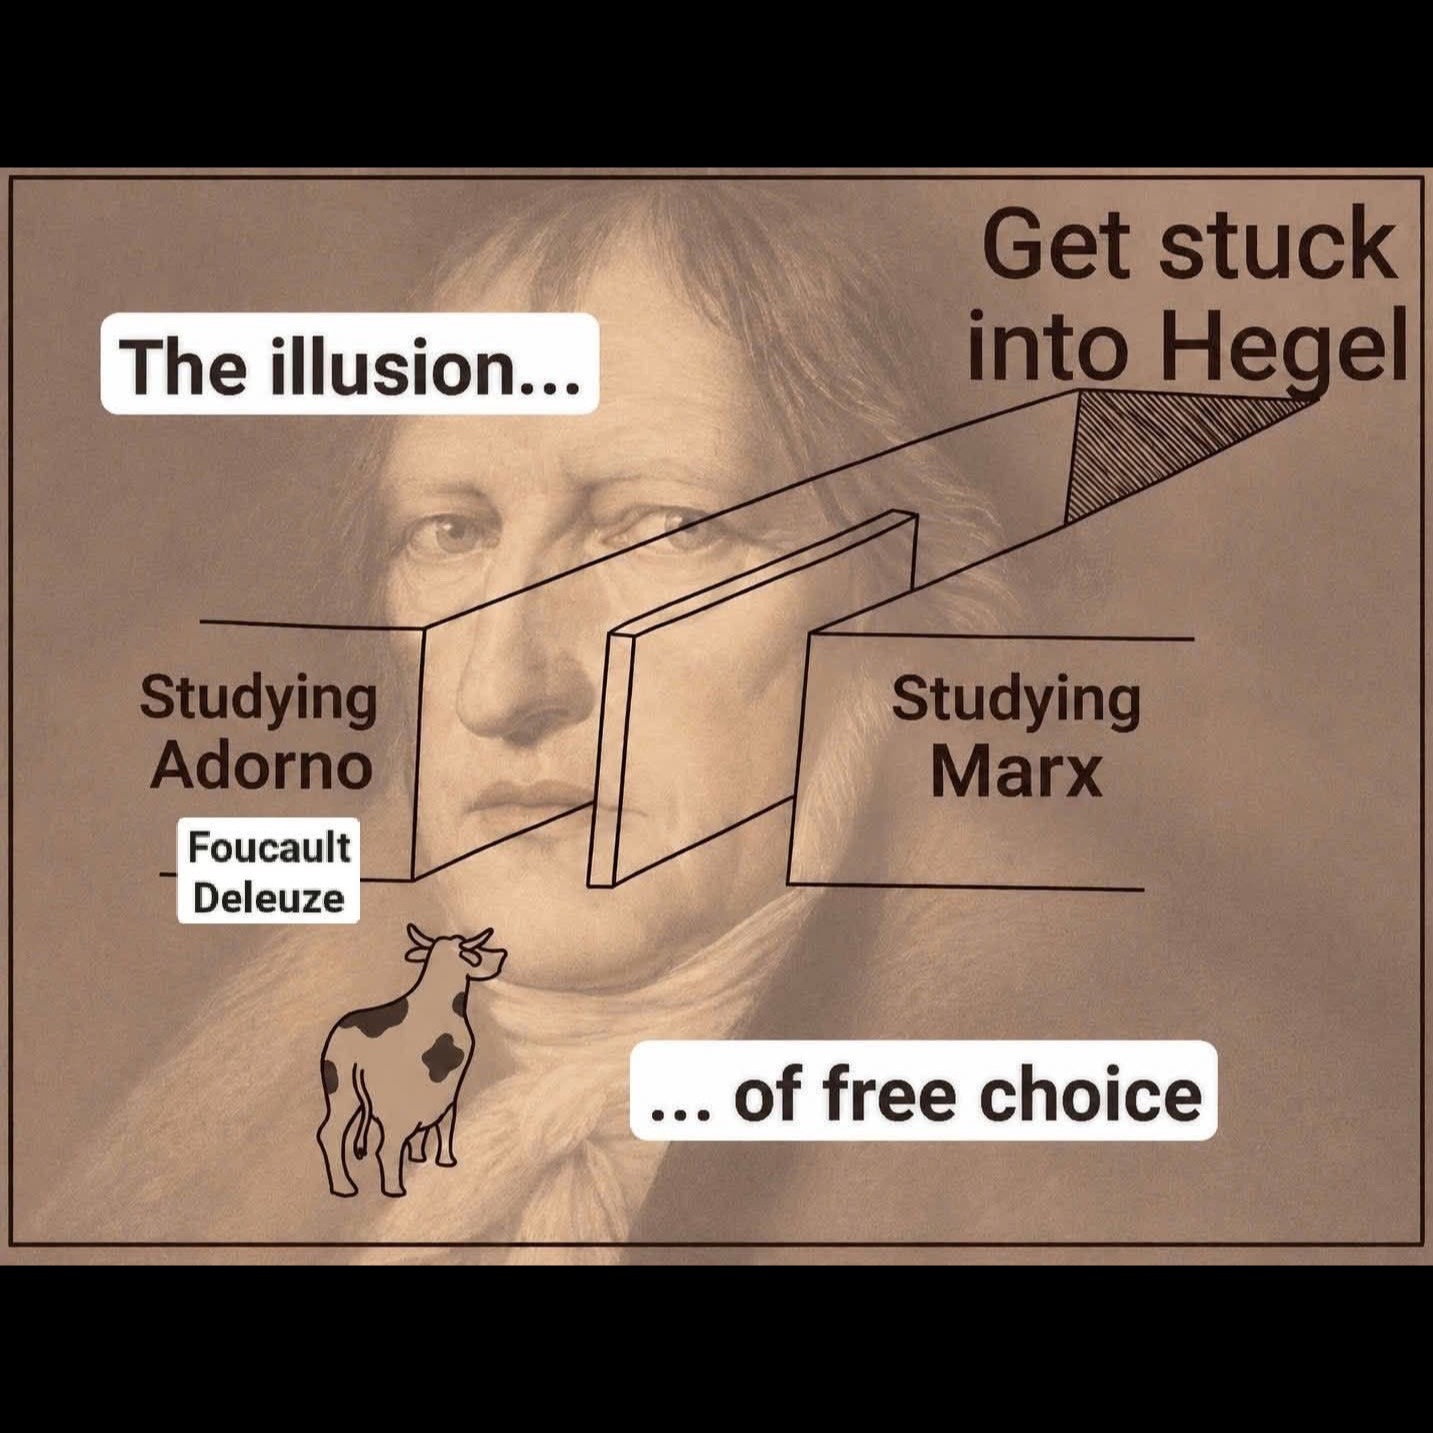 Get stuck
into Hegel
The illusion...
Studying
Adorno
Foucault
Deleuze
Studying
Marx
... of free choice